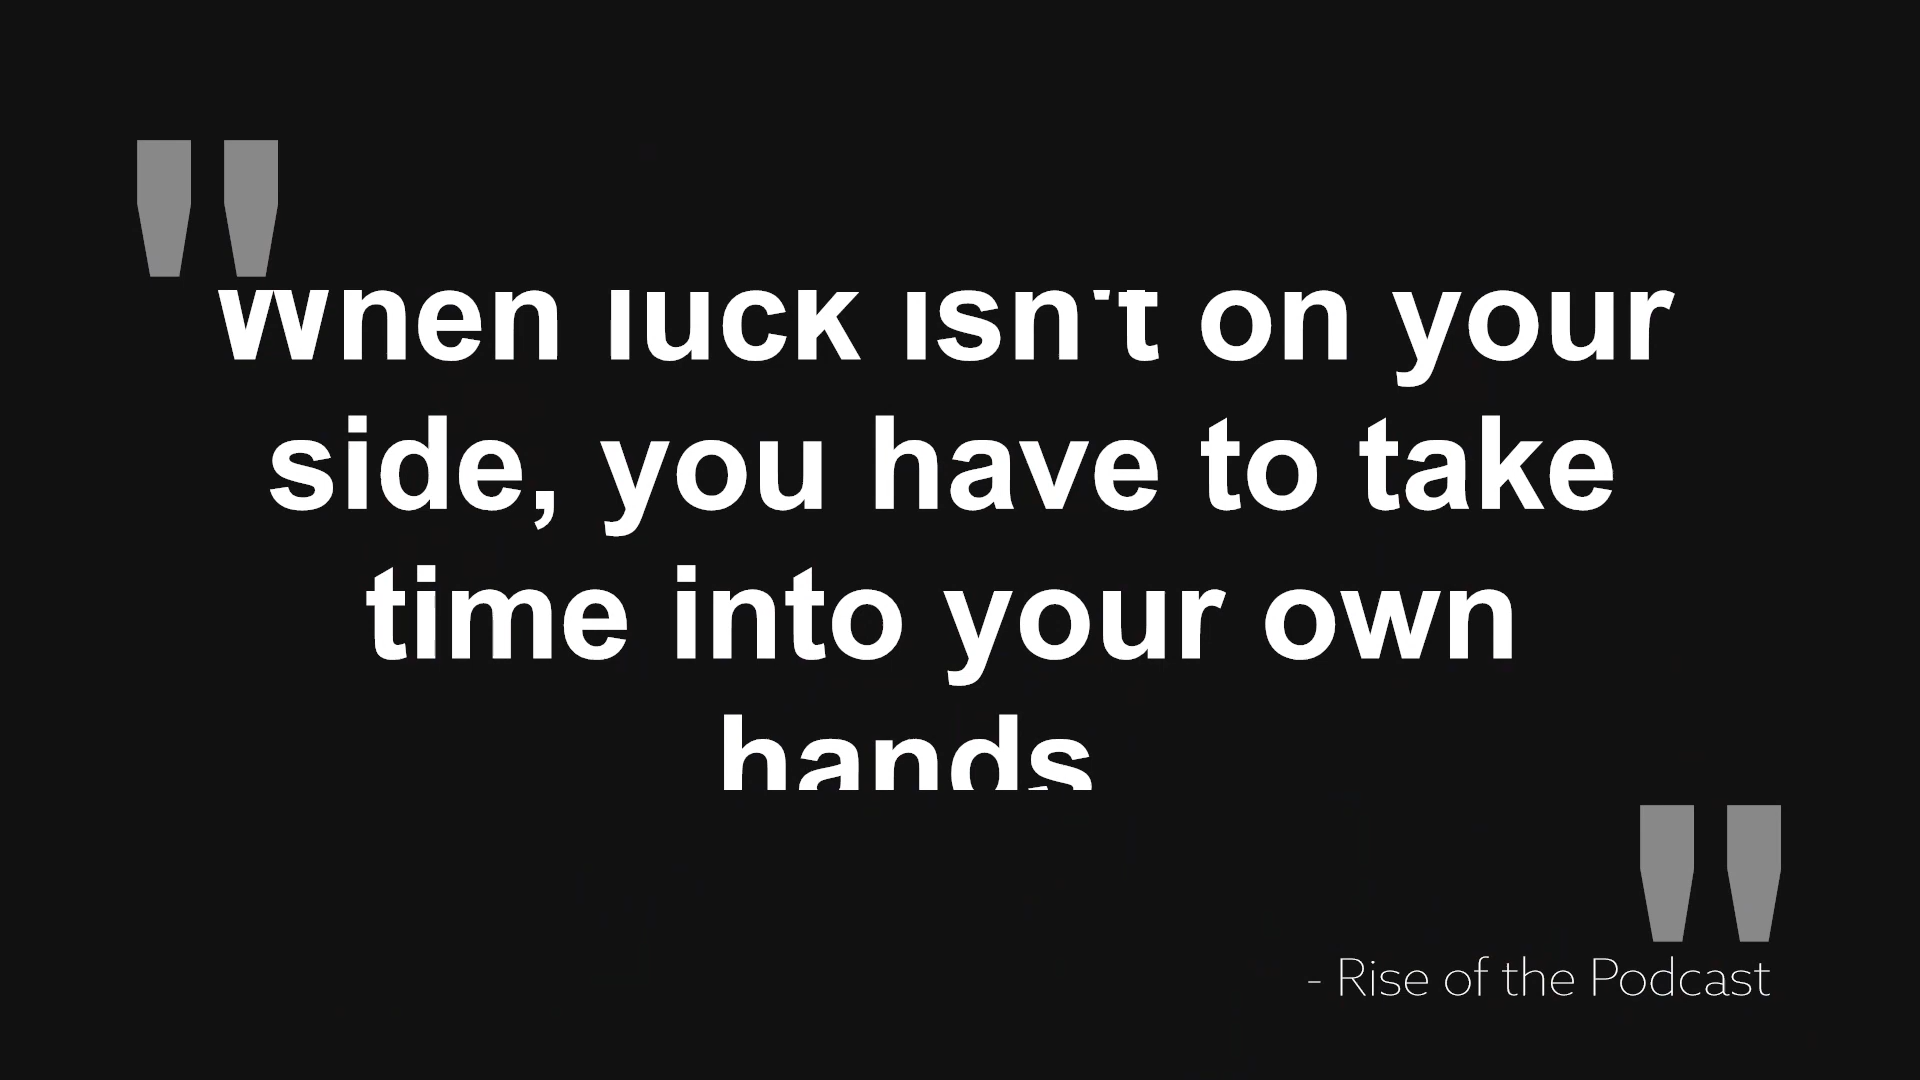 "
When luck isn't on your
side, you have to take
time into your own
hands
"
- Rise of the Podcast